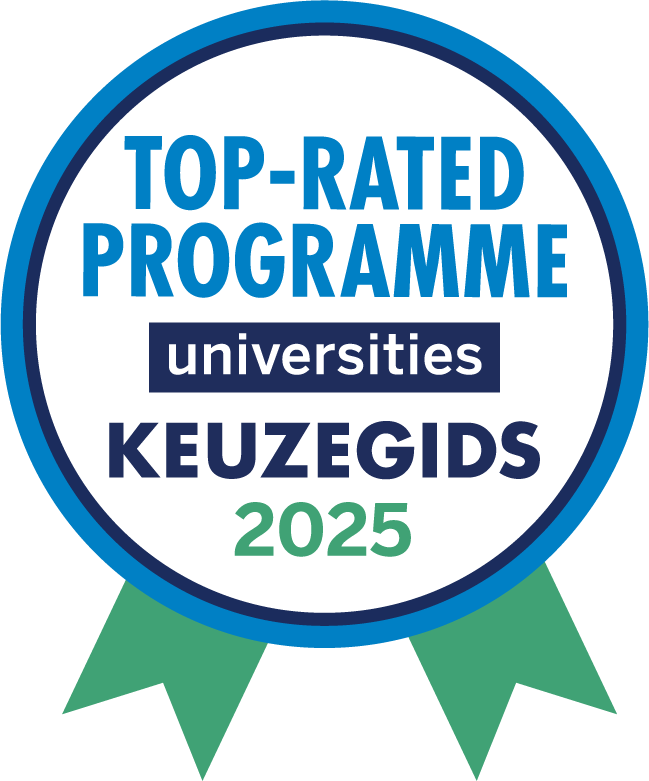 TOP-RATED
PROGRAMME
universities
KEUZEGIDS
2025